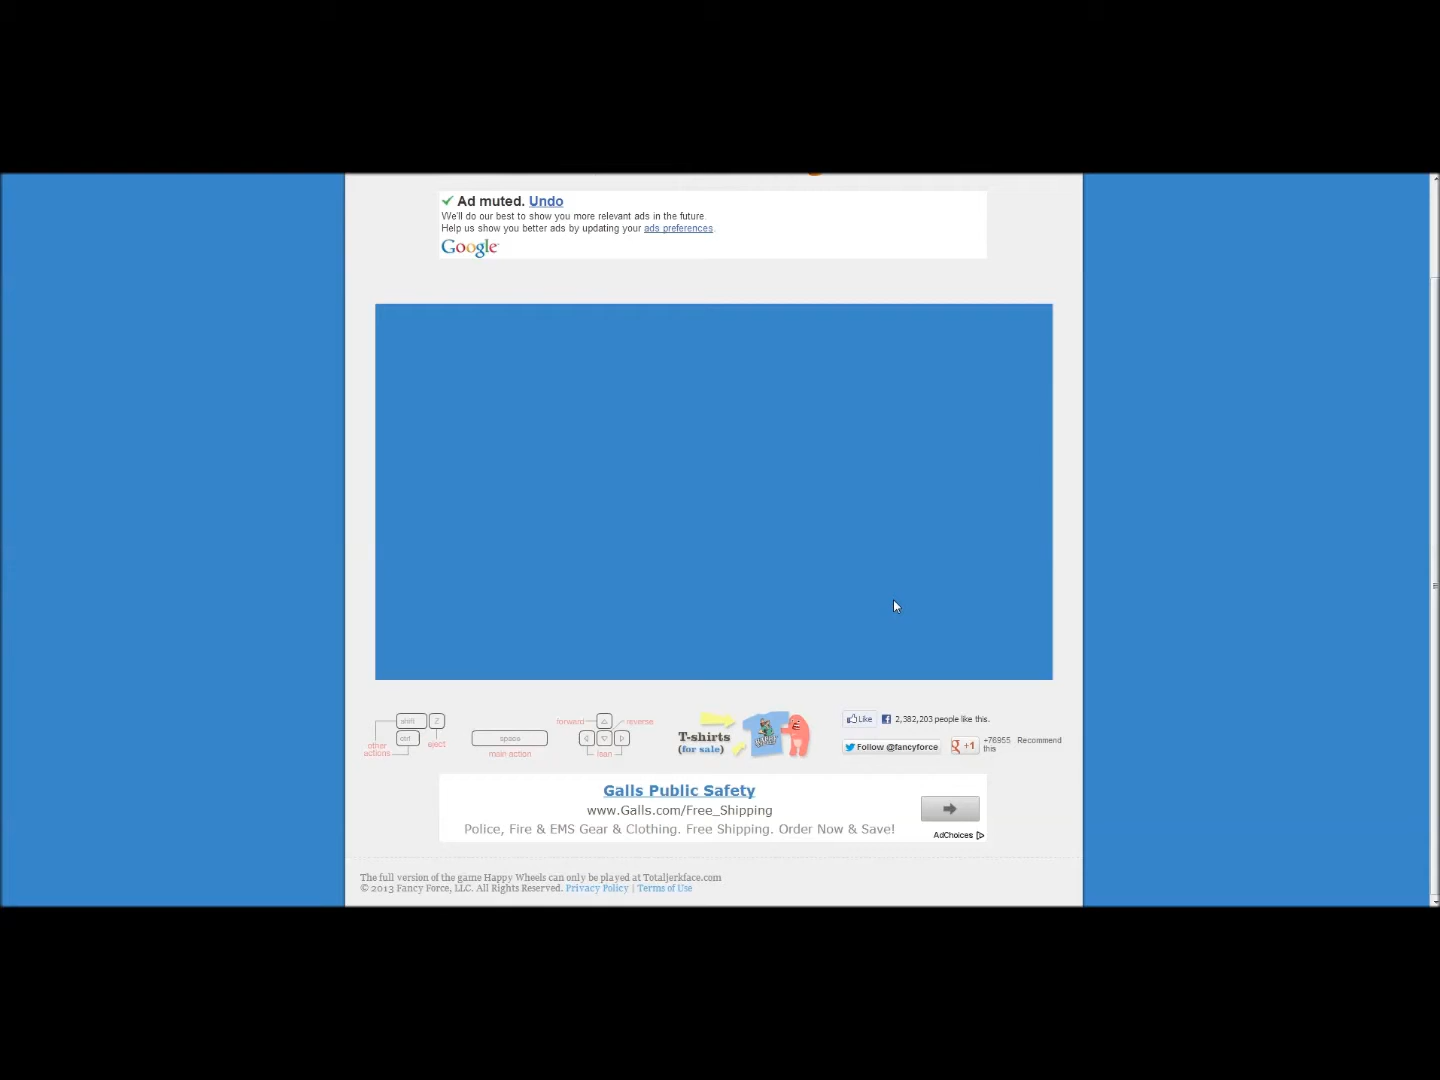 Ad muted. Undo
We'll do our best to show you more relevant ads in the future.
Help us show you better ads by updating your ads preferences.
Google
shift Z
ctrl
other actions
eject
space
main action
forward
reverse
lean
T-shirts
(for sale)
Like
2,382,203 people like this.
Follow @fancyforce
+1
+76955 Recommend this
Galls Public Safety
www.Galls.com/Free_Shipping
Police, Fire & EMS Gear & Clothing. Free Shipping. Order Now & Save!
AdChoices
The full version of the game Happy Wheels can only be played at Totaljerkface.com
© 2013 Fancy Force, LLC. All Rights Reserved. Privacy Policy | Terms of Use